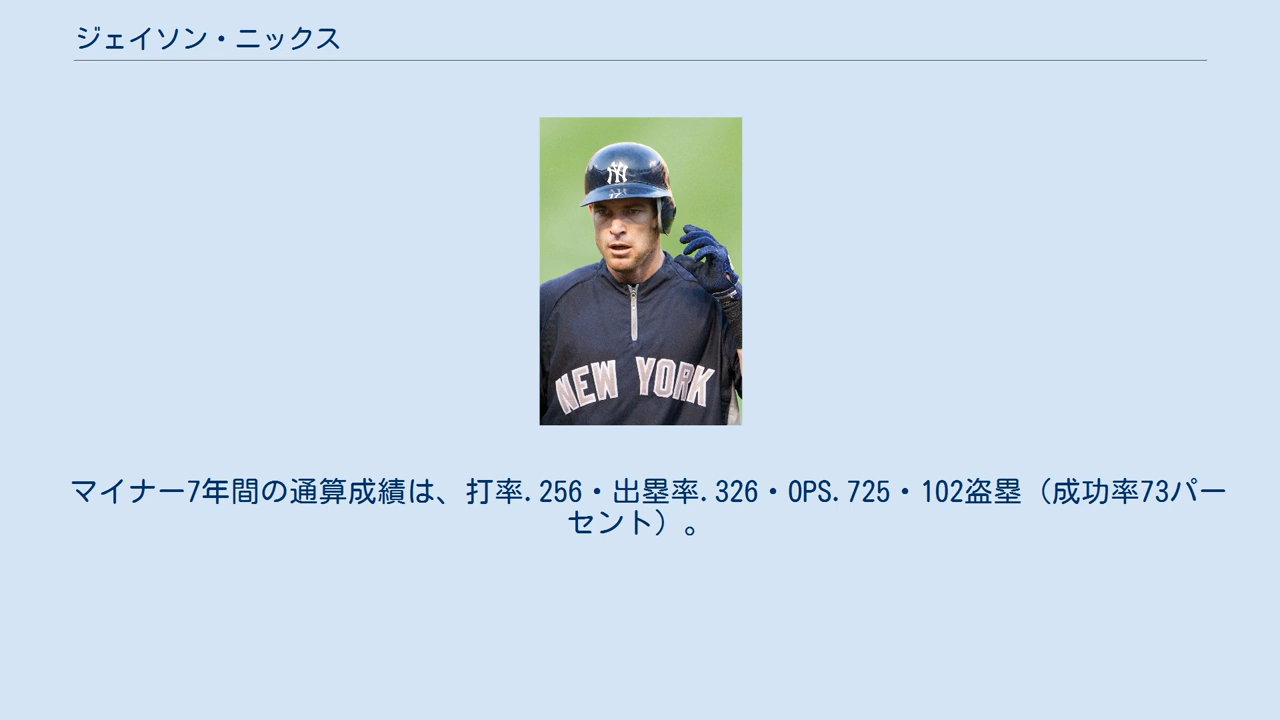 ジェイソン・ニックス
NY
NEW YORK
マイナー7年間の通算成績は、打率.256・出塁率.326・OPS.725・102盗塁（成功率73パー
セント）。